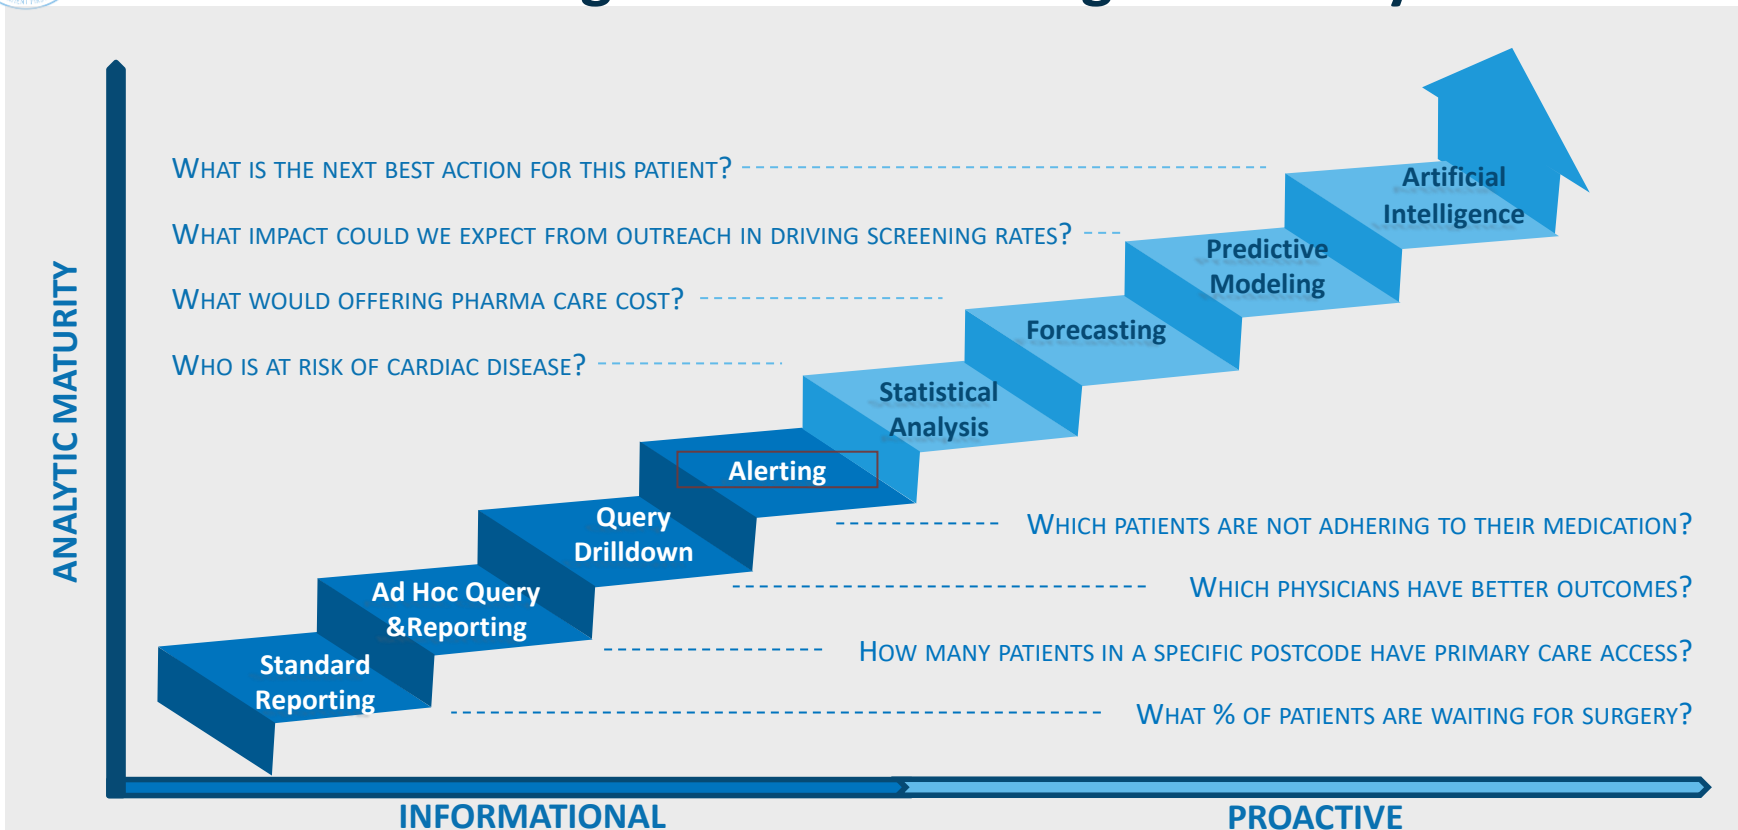 WHAT IS THE NEXT BEST ACTION FOR THIS PATIENT?
WHAT IMPACT COULD WE EXPECT FROM OUTREACH IN DRIVING SCREENING RATES?
WHAT WOULD OFFERING PHARMA CARE COST?
WHO IS AT RISK OF CARDIAC DISEASE?
ANALYTIC MATURITY
Artificial
Intelligence
Predictive
Modeling
Forecasting
Statistical
Analysis
Alerting
Query
Drilldown
Ad Hoc Query
&Reporting
Standard
Reporting
WHICH PATIENTS ARE NOT ADHERING TO THEIR MEDICATION?
WHICH PHYSICIANS HAVE BETTER OUTCOMES?
HOW MANY PATIENTS IN A SPECIFIC POSTCODE HAVE PRIMARY CARE ACCESS?
WHAT % OF PATIENTS ARE WAITING FOR SURGERY?
INFORMATIONAL
PROACTIVE